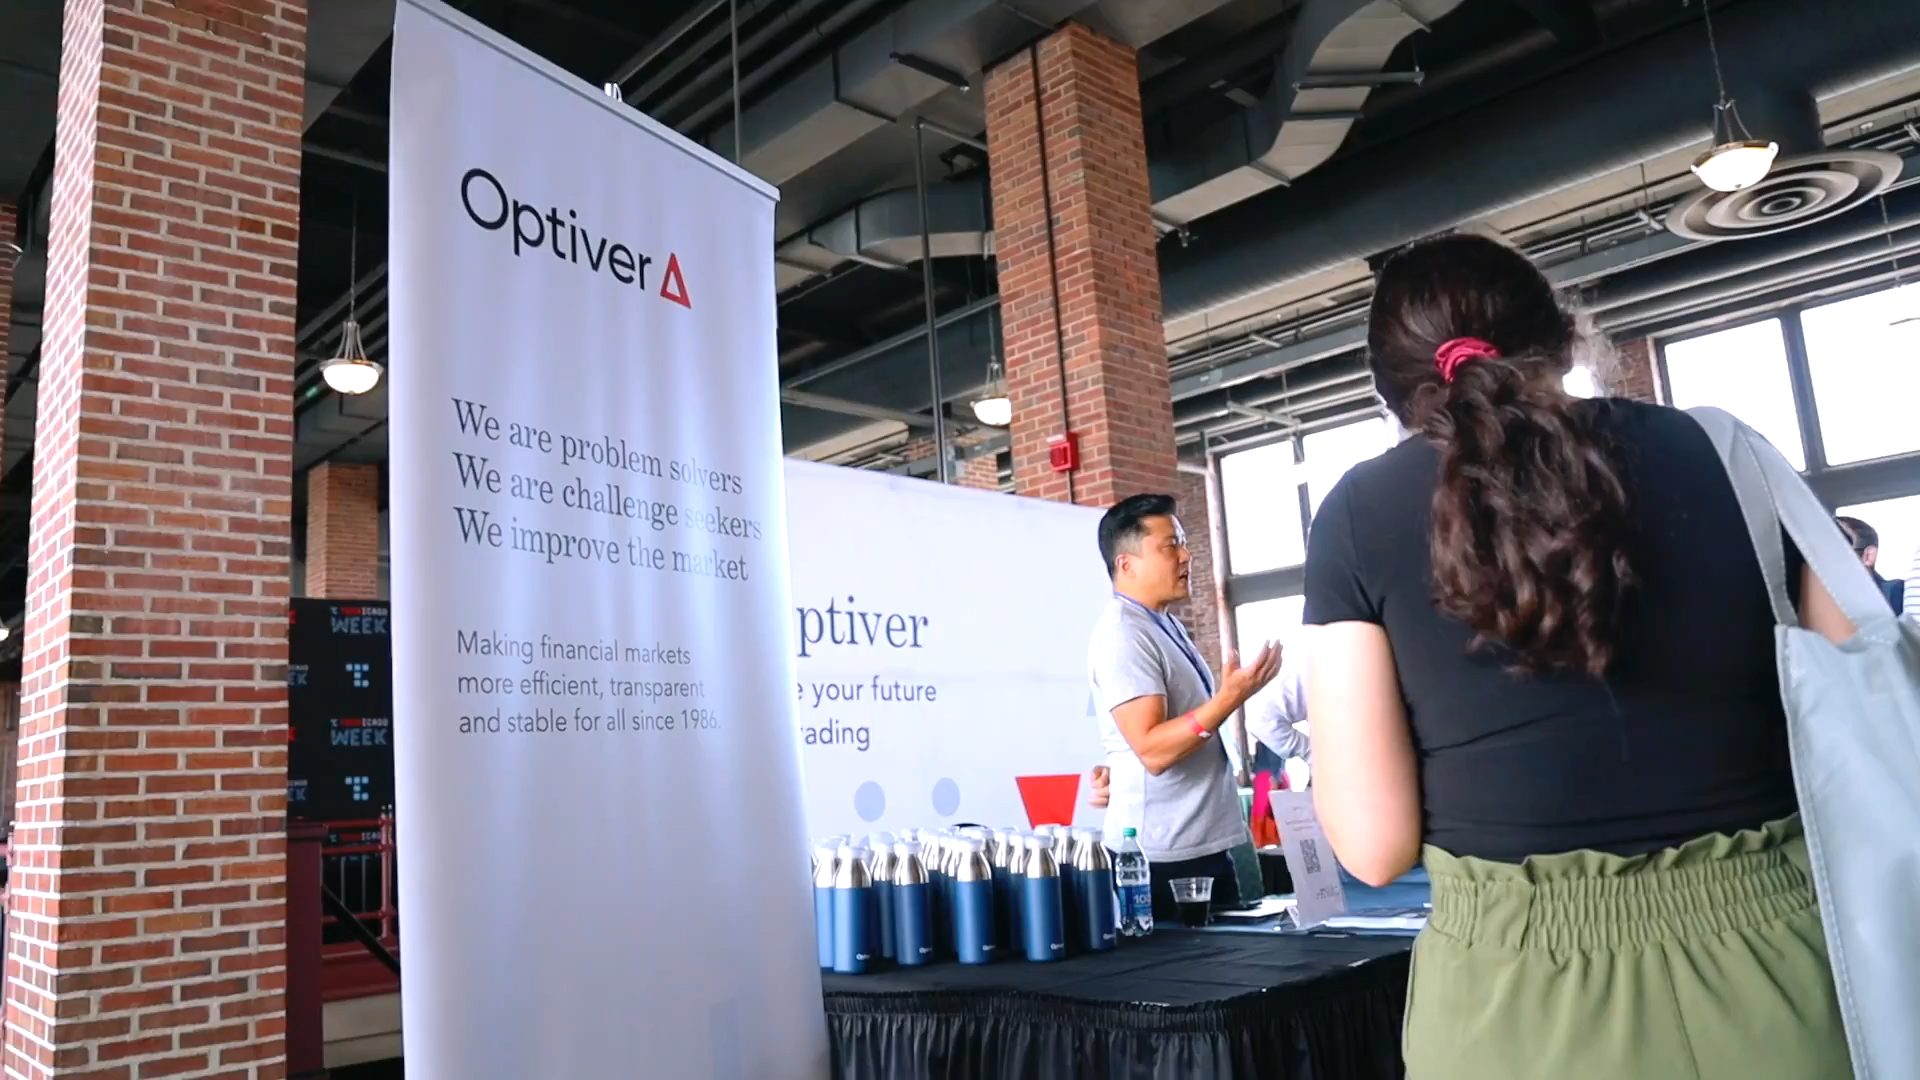 Optiver
We are problem solvers
We are challenge seekers
We improve the market
Making financial markets
more efficient, transparent
and stable for all since 1986.
ptiver
e your future
ading
WEEK
WEEK